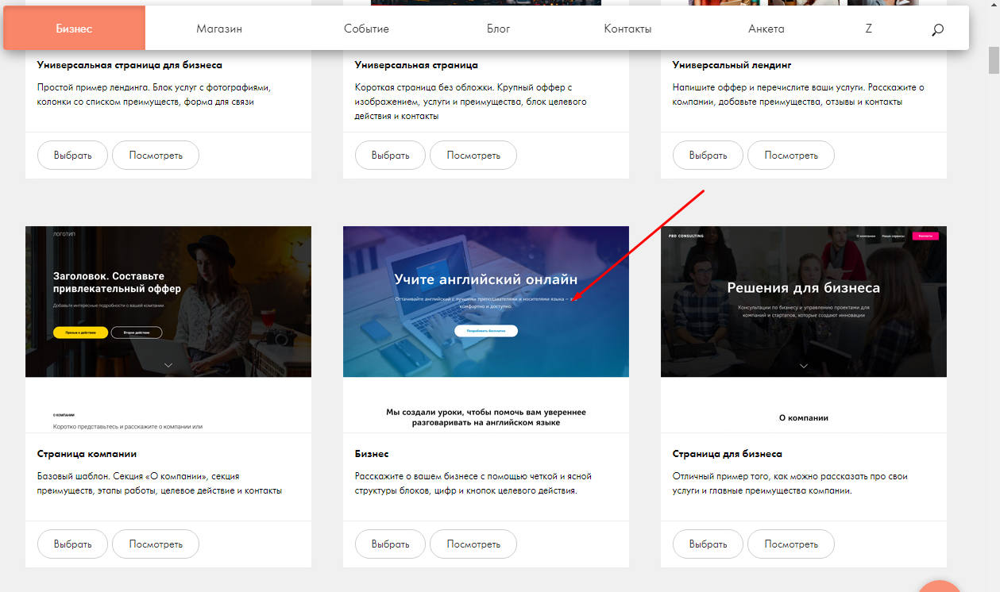 Бизнес
Магазин
Событие
Блог
Контакты
Анкета
Z
Универсальная страница для бизнеса
Простой пример лендинга. Блок услуг с фотографиями,
колонки со списком преимуществ, форма для связи
Выбрать
Посмотреть
Универсальная страница
Короткая страница без обложки. Крупный оффер с
изображением, услуги и преимущества, блок целевого
действия и контакты
Выбрать
Посмотреть
Универсальный лендинг
Напишите оффер и перечислите ваши услуги. Расскажите о
компании, добавьте преимущества, отзывы и контакты
Выбрать
Посмотреть
ЛОГОТИП
Заголовок. Составьте
привлекательный оффер
Добавьте интересные подробности о вашей компании.
Призыв к действию
Второе действие
О КОМПАНИИ
Коротко представьтесь и расскажите о компании или
Страница компании
Базовый шаблон. Секция «О компании», секция
преимуществ, этапы работы, целевое действие и контакты
Выбрать
Посмотреть
Учите английский онлайн
Оттачивайте английский с лучшими преподавателями и носителями языка –
комфортно и доступно.
Попробовать бесплатно
Мы создали уроки, чтобы помочь вам увереннее
разговаривать на английском языке
Бизнес
Расскажите о вашем бизнесе с помощью четкой и ясной
структуры блоков, цифр и кнопок целевого действия.
Выбрать
Посмотреть
PBD CONSULTING
О компании
Наши сервисы
Контакты
Решения для бизнеса
Консультации по бизнесу и управлению проектами для
компаний и стартапов, которые создают инновации
О компании
Страница для бизнеса
Отличный пример того, как можно рассказать про свои
услуги и главные преимущества компании.
Выбрать
Посмотреть